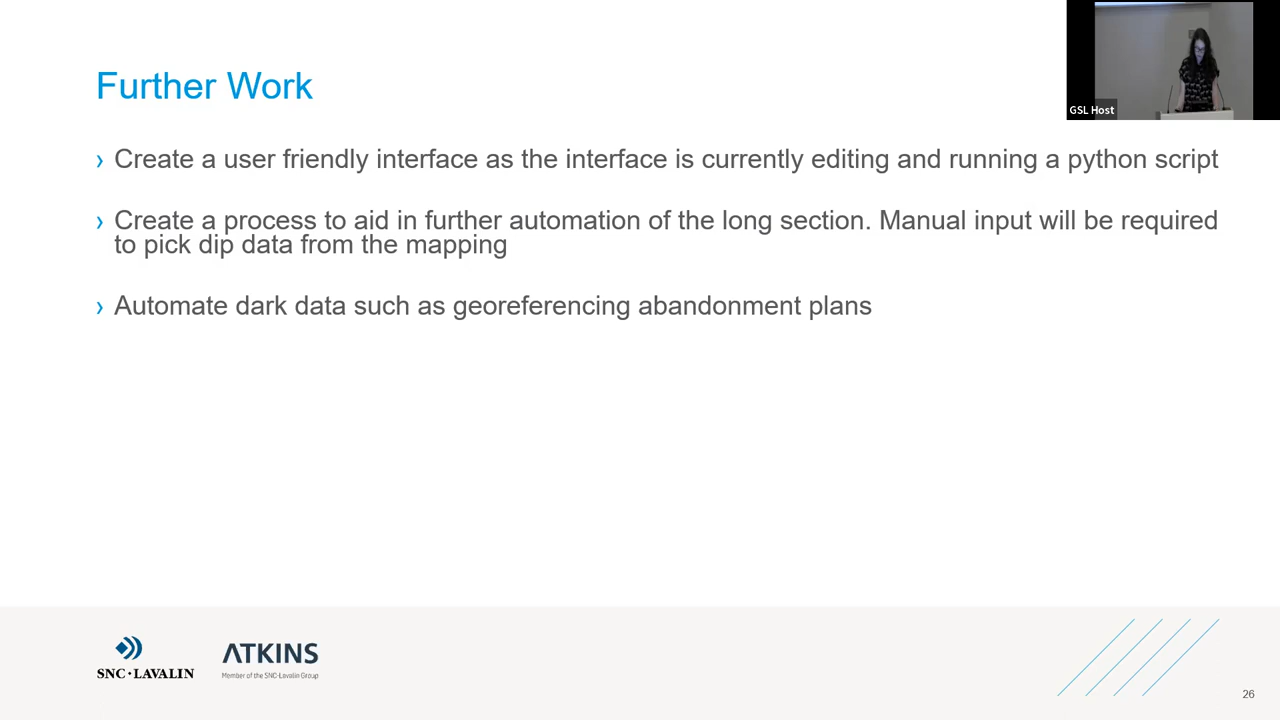 Further Work
GSL Host
› Create a user friendly interface as the interface is currently editing and running a python script
› Create a process to aid in further automation of the long section. Manual input will be required
to pick dip data from the mapping
› Automate dark data such as georeferencing abandonment plans
SNC·LAVALIN
ATKINS
Member of the SNC-Lavalin Group
26